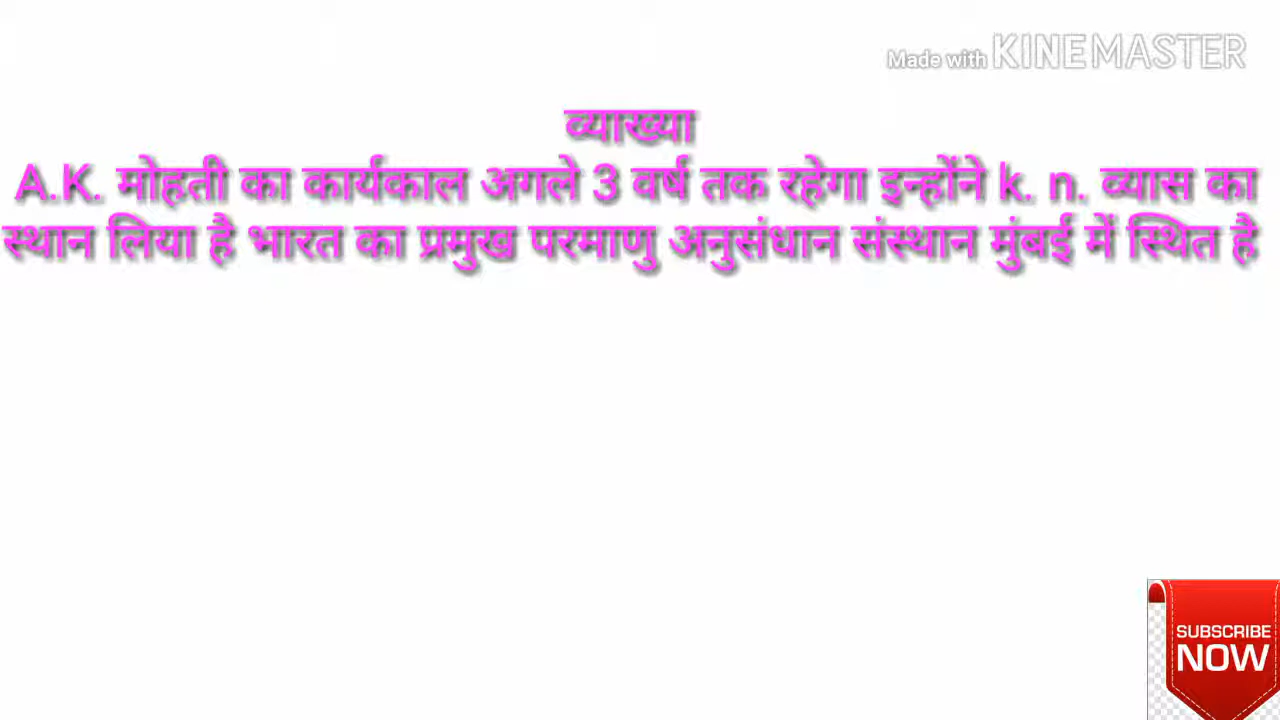 Made with KINEMASTER
व्याख्या
A.K. मोहती का कार्यकाल अगले 3 वर्ष तक रहेगा इन्होंने k. n. व्यास का
स्थान लिया है भारत का प्रमुख परमाणु अनुसंधान संस्थान मुंबई में स्थित है
SUBSCRIBE
NOW